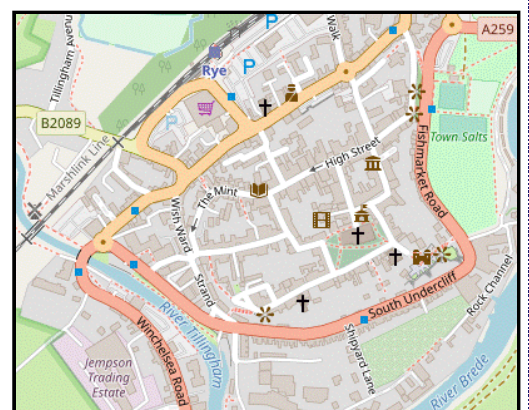 Walk
A259
P
Tillingham Avenue
Rye
P
B2089
P
Town Salts
Marshlink Line
High Street
Fishmarket Road
The Mint
Wish Ward
Strand
Rock Channel
South Undercliff
River Tillingham
Winchelsea Road
Shipyard Lane
Jempson
Trading
Estate
River Brede